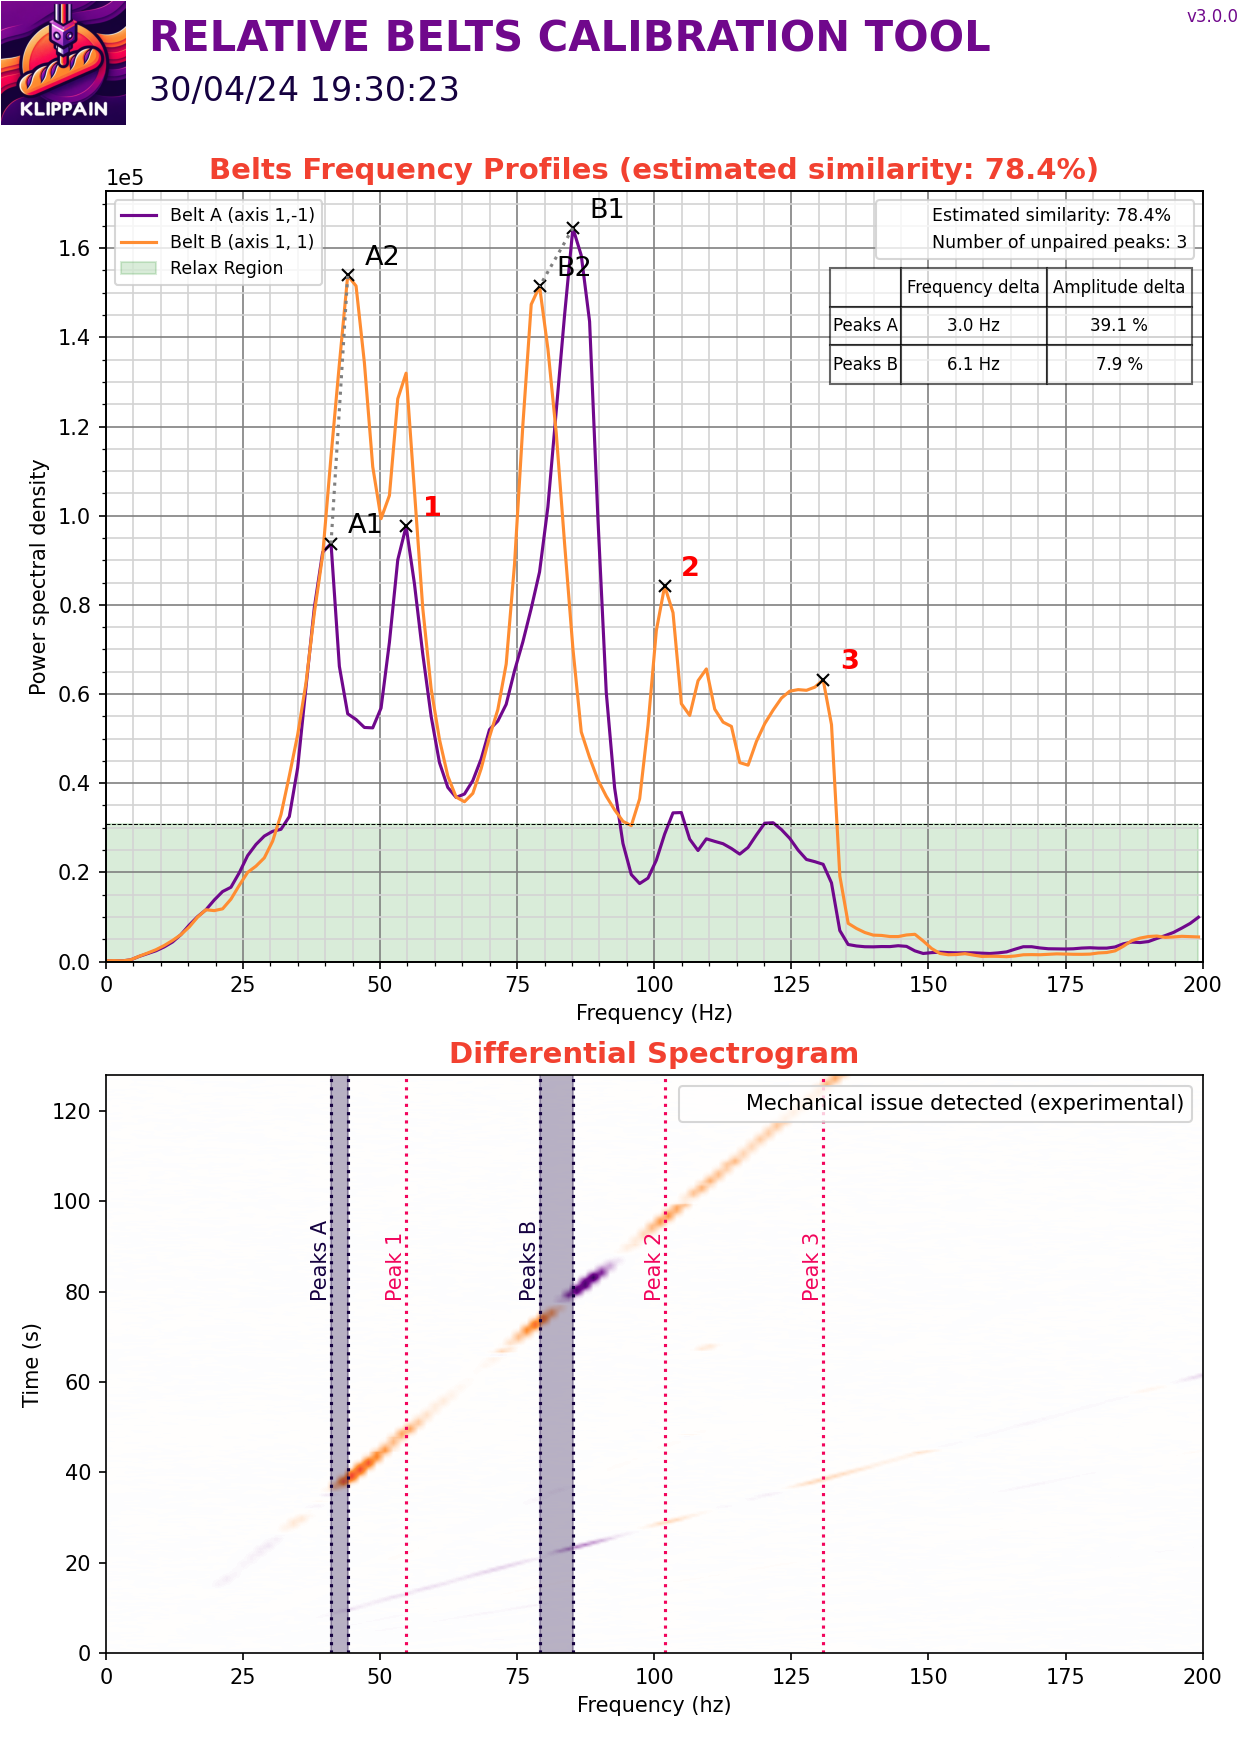 RELATIVE BELTS CALIBRATION TOOL
v3.0.0
30/04/24 19:30:23
KLIPPAIN
Belts Frequency Profiles (estimated similarity: 78.4%)
1e5
Belt A (axis 1,-1)
Belt B (axis 1, 1)
Relax Region
Estimated similarity: 78.4%
Number of unpaired peaks: 3
Frequency delta Amplitude delta
Peaks A 3.0 Hz 39.1 %
Peaks B 6.1 Hz 7.9 %
B1
A2
B2
A1
1
2
3
1.6
1.4
1.2
1.0
0.8
0.6
0.4
0.2
0.0
Power spectral density
0 25 50 75 100 125 150 175 200
Frequency (Hz)
Differential Spectrogram
Mechanical issue detected (experimental)
Peaks A
Peak 1
Peaks B
Peak 2
Peak 3
120
100
80
60
40
20
0
Time (s)
0 25 50 75 100 125 150 175 200
Frequency (hz)